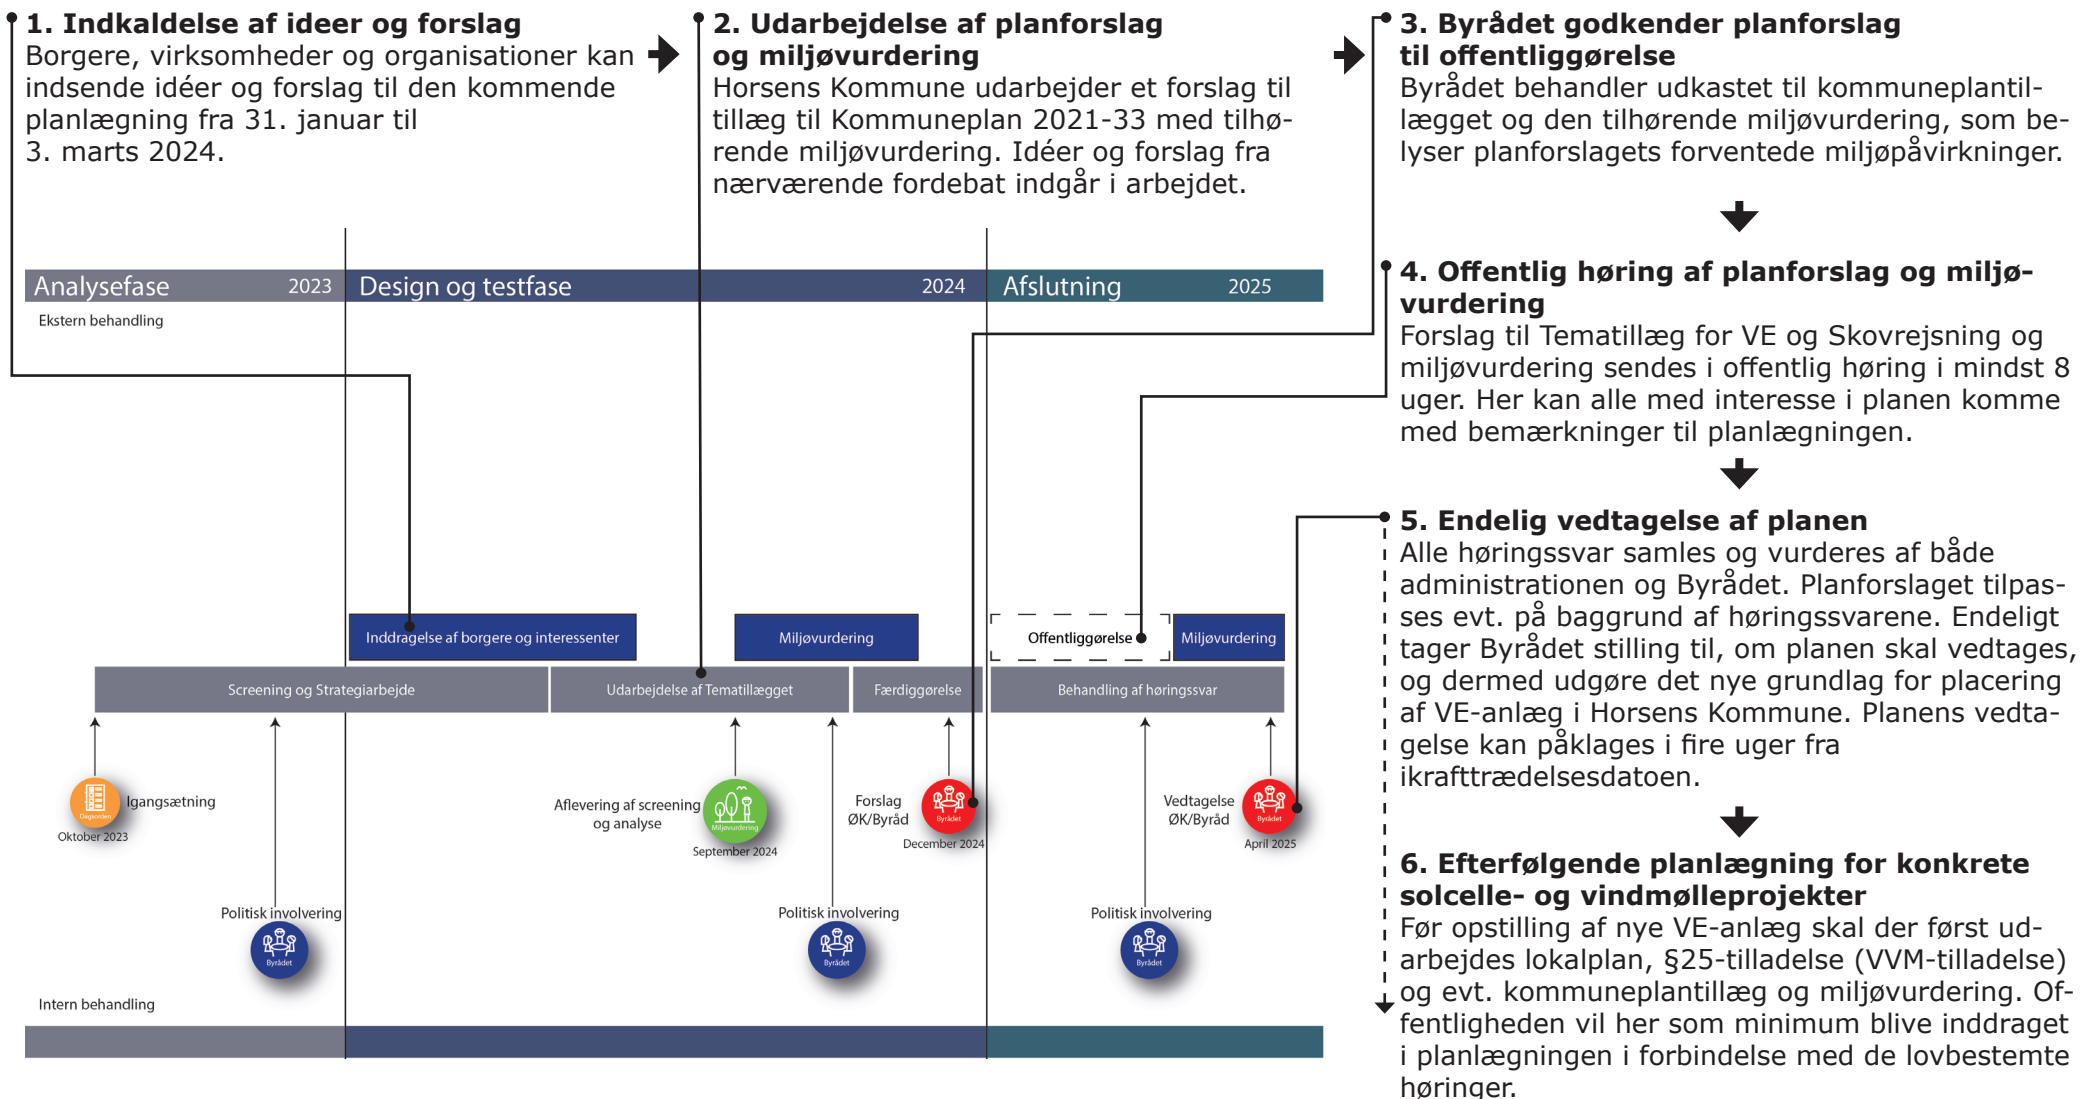 1. Indkaldelse af ideer og forslag
Borgere, virksomheder og organisationer kan
indsende idéer og forslag til den kommende
planlægning fra 31. januar til
3. marts 2024.
2. Udarbejdelse af planforslag
og miljøvurdering
Horsens Kommune udarbejder et forslag til
tillæg til Kommuneplan 2021-33 med tilhø-
rende miljøvurdering. Idéer og forslag fra
nærværende fordebat indgår i arbejdet.
3. Byrådet godkender planforslag
til offentliggørelse
Byrådet behandler udkastet til kommuneplantil-
lægget og den tilhørende miljøvurdering, som be-
lyser planforslagets forventede miljøpåvirkninger.
4. Offentlig høring af planforslag og miljø-
vurdering
Forslag til Tematillæg for VE og Skovrejsning og
miljøvurdering sendes i offentlig høring i mindst 8
uger. Her kan alle med interesse i planen komme
med bemærkninger til planlægningen.
5. Endelig vedtagelse af planen
Alle høringssvar samles og vurderes af både
administrationen og Byrådet. Planforslaget tilpas-
ses evt. på baggrund af høringssvarene. Endeligt
tager Byrådet stilling til, om planen skal vedtages,
og dermed udgøre det nye grundlag for placering
af VE-anlæg i Horsens Kommune. Planens vedta-
gelse kan påklages i fire uger fra
ikrafttrædelsesdatoen.
6. Efterfølgende planlægning for konkrete
solcelle- og vindmølleprojekter
Før opstilling af nye VE-anlæg skal der først ud-
arbejdes lokalplan, §25-tilladelse (VVM-tilladelse)
og evt. kommuneplantillæg og miljøvurdering. Of-
fentligheden vil her som minimum blive inddraget
i planlægningen i forbindelse med de lovbestemte
høringer.
Analysefase 2023
Design og testfase 2024
Afslutning 2025
Ekstern behandling
Inddragelse af borgere og interessenter
Miljøvurdering
Offentliggørelse
Miljøvurdering
Screening og Strategiarbejde
Udarbejdelse af Tematillægget
Færdiggørelse
Behandling af høringssvar
Dagsorden
Igangsætning
Oktober 2023
Aflevering af screening
og analyse
Miljøvurdering
September 2024
Forslag
ØK/Byråd
Byrådet
December 2024
Vedtagelse
ØK/Byråd
Byrådet
April 2025
Politisk involvering
Byrådet
Politisk involvering
Byrådet
Politisk involvering
Byrådet
Intern behandling